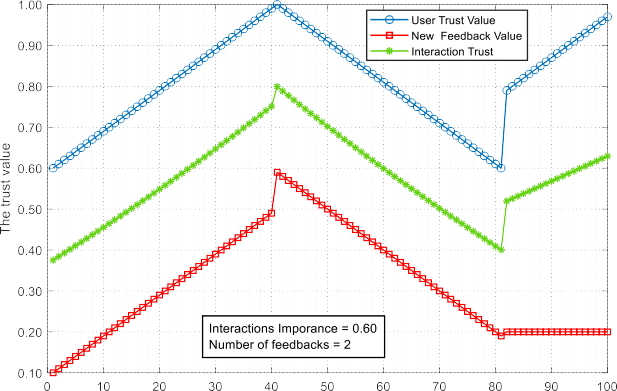 1.00
0.90
0.80
0.70
0.60
0.50
0.40
0.30
0.20
0.10
The trust value
User Trust Value
New Feedback Value
Interaction Trust
Interactions Imporance = 0.60
Number of feedbacks = 2
0 10 20 30 40 50 60 70 80 90 100